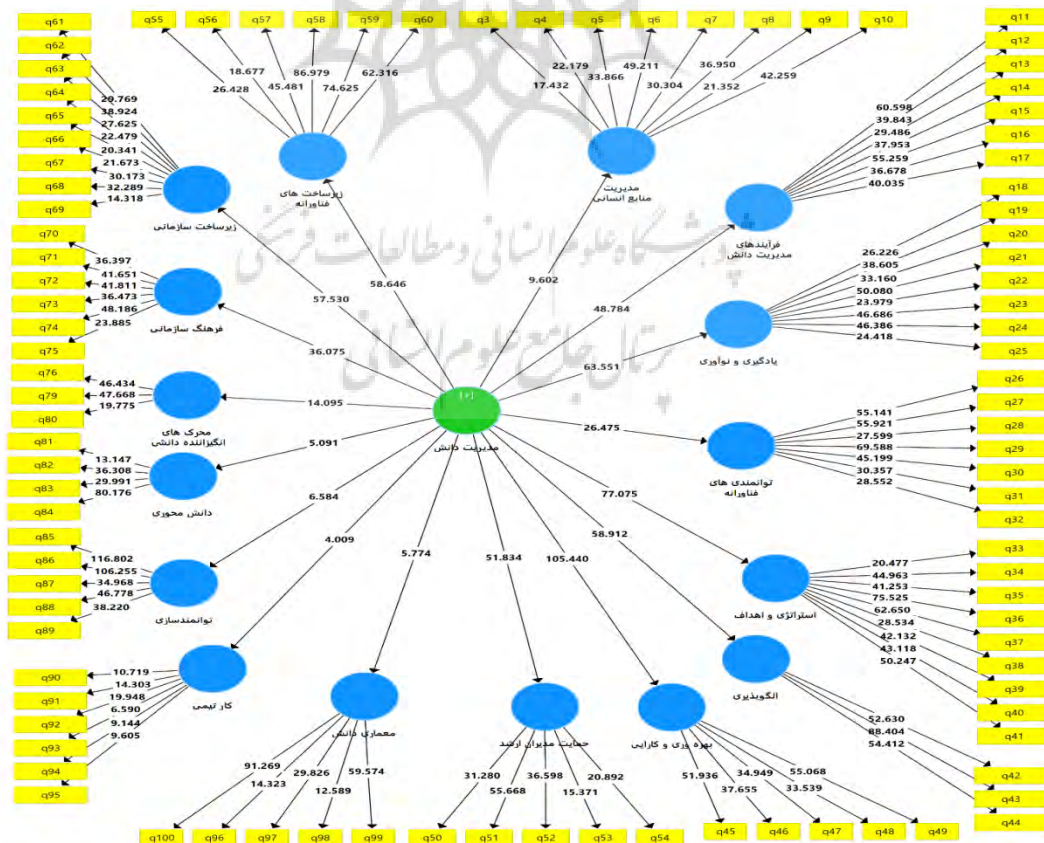 q55 q56 q57 q58 q59 q60 q3 q4 q5 q6 q7 q8 q9 q10
26.428 18.677 45.481 86.979 74.625 62.316
17.432 22.179 33.866 49.211 30.304 36.950 21.352 42.259
زیرساخت های
فناورانه
مدیریت
منابع انسانی
q11
q12
q13
q14
q15
q16
q17
60.598
39.843
29.486
37.953
55.259
36.678
40.035
فرآیندهای
مدیریت دانش
q61
q62
q63
q64
q65
q66
q67
q68
q69
29.769
38.924
27.625
22.479
20.341
21.673
30.173
32.289
14.318
زیرساخت سازمانی
q18
q19
q20
q21
q22
q23
q24
q25
26.226
38.605
33.160
50.080
23.979
46.686
46.386
24.418
یادگیری و نوآوری
q70
q71
q72
q73
q74
q75
36.397
41.651
41.811
36.473
48.186
23.885
فرهنگ سازمانی
پژوهشگاه علوم انسانی و مطالعات فرهنگی
پرتال جامع علوم انسانی
57.530
58.646
9.602
48.784
36.075
63.551
14.095
26.475
5.091
6.584
4.009
5.774
51.834
105.440
58.912
77.075
[+]
مدیریت دانش
q76
q79
q80
46.434
47.668
19.775
محرک های
انگیزاننده دانشی
q26
q27
q28
q29
q30
q31
q32
55.141
55.921
27.599
69.588
45.199
30.357
28.552
توانمندی های
فناورانه
q81
q82
q83
q84
13.147
36.308
29.991
80.176
دانش محوری
q85
q86
q87
q88
q89
116.802
106.255
34.968
46.778
38.220
توانمندسازی
q33
q34
q35
q36
q37
q38
q39
q40
q41
20.477
44.963
41.253
75.525
62.650
28.534
42.132
43.118
50.247
استراتژی و اهداف
q90
q91
q92
q93
q94
q95
10.719
14.303
19.948
6.590
9.144
9.605
کار تیمی
الگوپذیری
52.630
88.404
54.412
q42
q43
q44
معماری دانش
91.269 14.323 29.826 12.589 59.574
q100 q96 q97 q98 q99
حمایت مدیران ارشد
31.280 55.668 36.598 15.371 20.892
q50 q51 q52 q53 q54
بهره وری و کارایی
51.936 37.655 34.949 33.539 55.068
q45 q46 q47 q48 q49